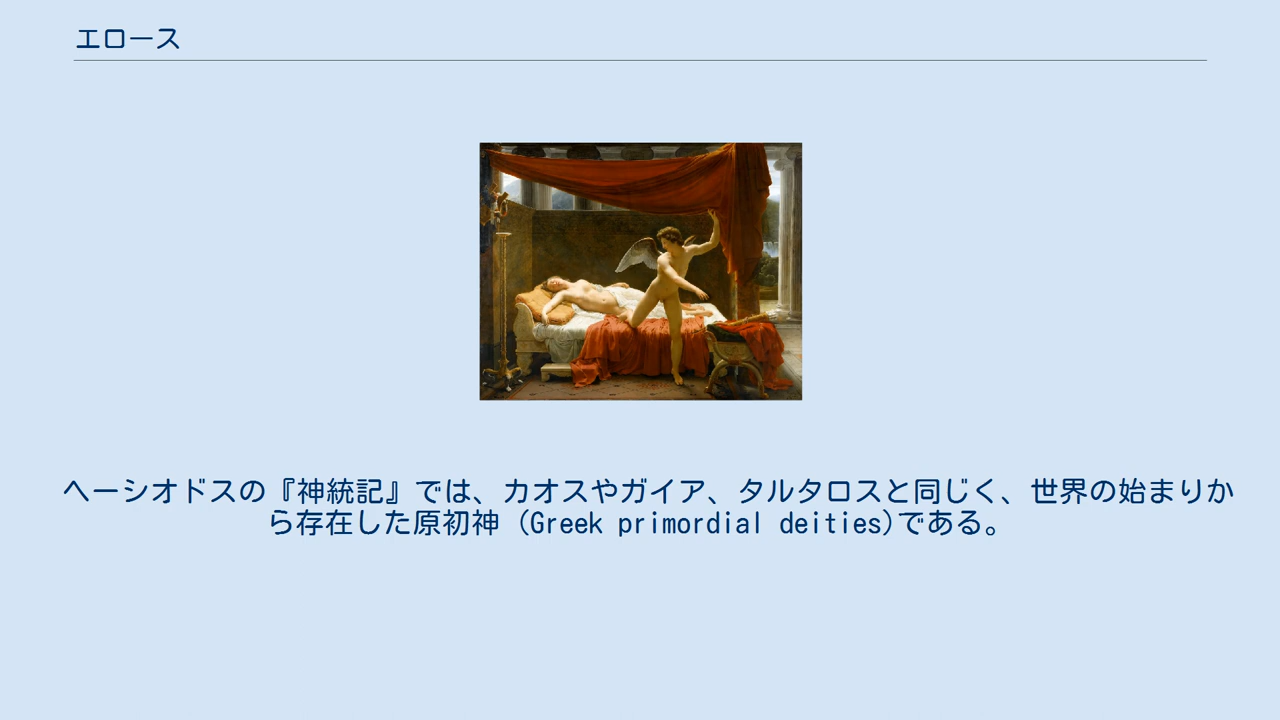 エロース
ヘーシオドスの『神統記』では、カオスやガイア、タルタロスと同じく、世界の始まりか
ら存在した原初神 (Greek primordial deities)である。